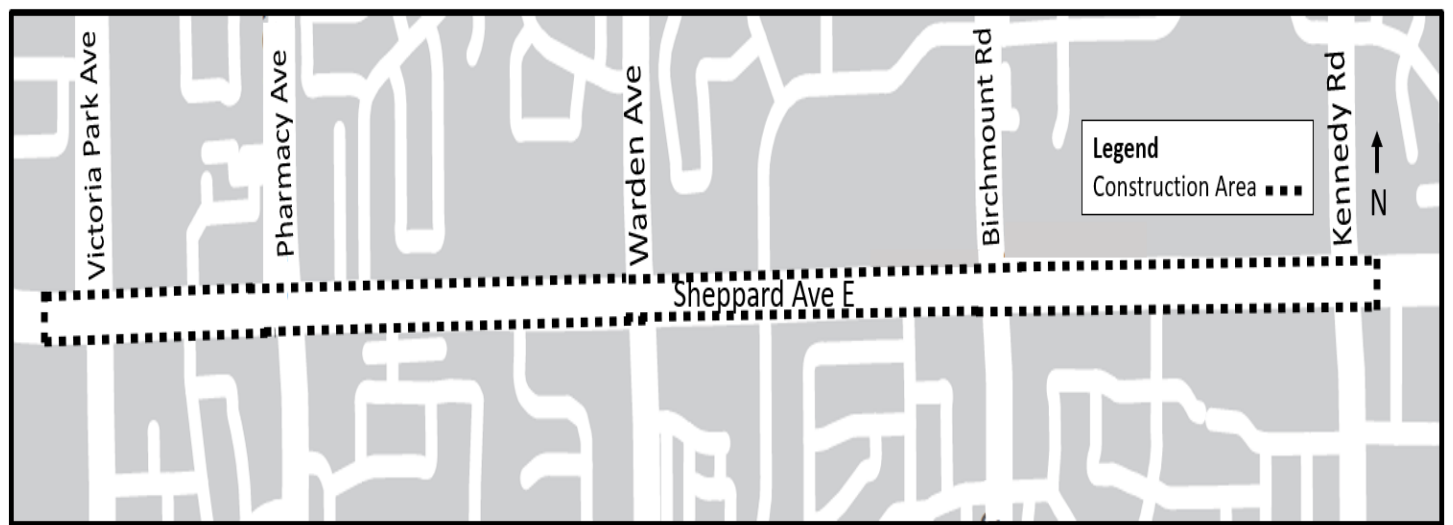 Victoria Park Ave
Pharmacy Ave
Warden Ave
Birchmount Rd
Kennedy Rd
Legend
Construction Area
N
Sheppard Ave E